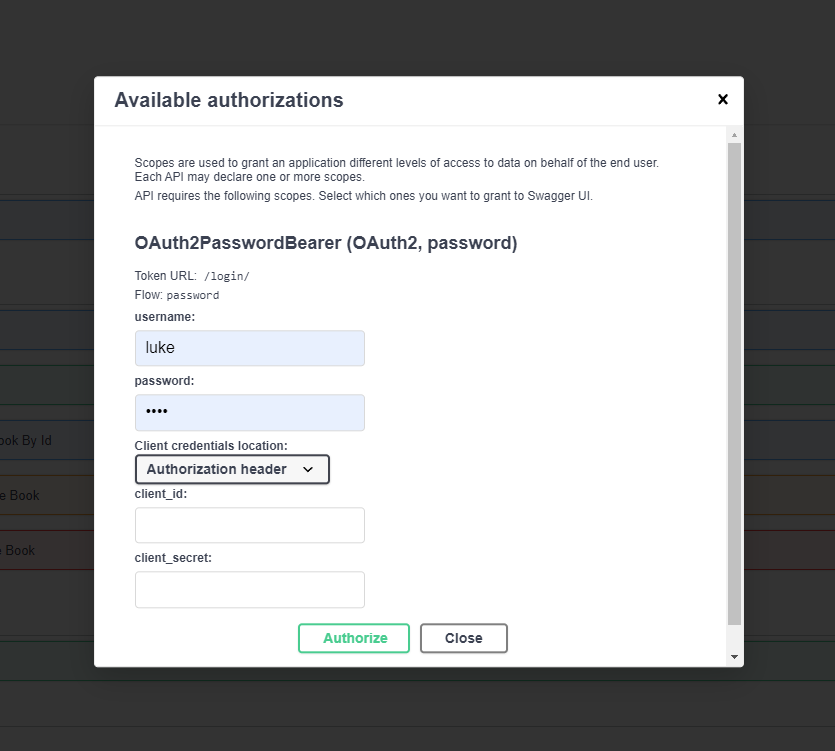 Available authorizations
Scopes are used to grant an application different levels of access to data on behalf of the end user.
Each API may declare one or more scopes.
API requires the following scopes. Select which ones you want to grant to Swagger UI.
OAuth2PasswordBearer (OAuth2, password)
Token URL: /login/
Flow: password
username:
luke
password:
••••
Client credentials location:
Authorization header
client_id:
client_secret:
Authorize Close
By Id
Book
Book